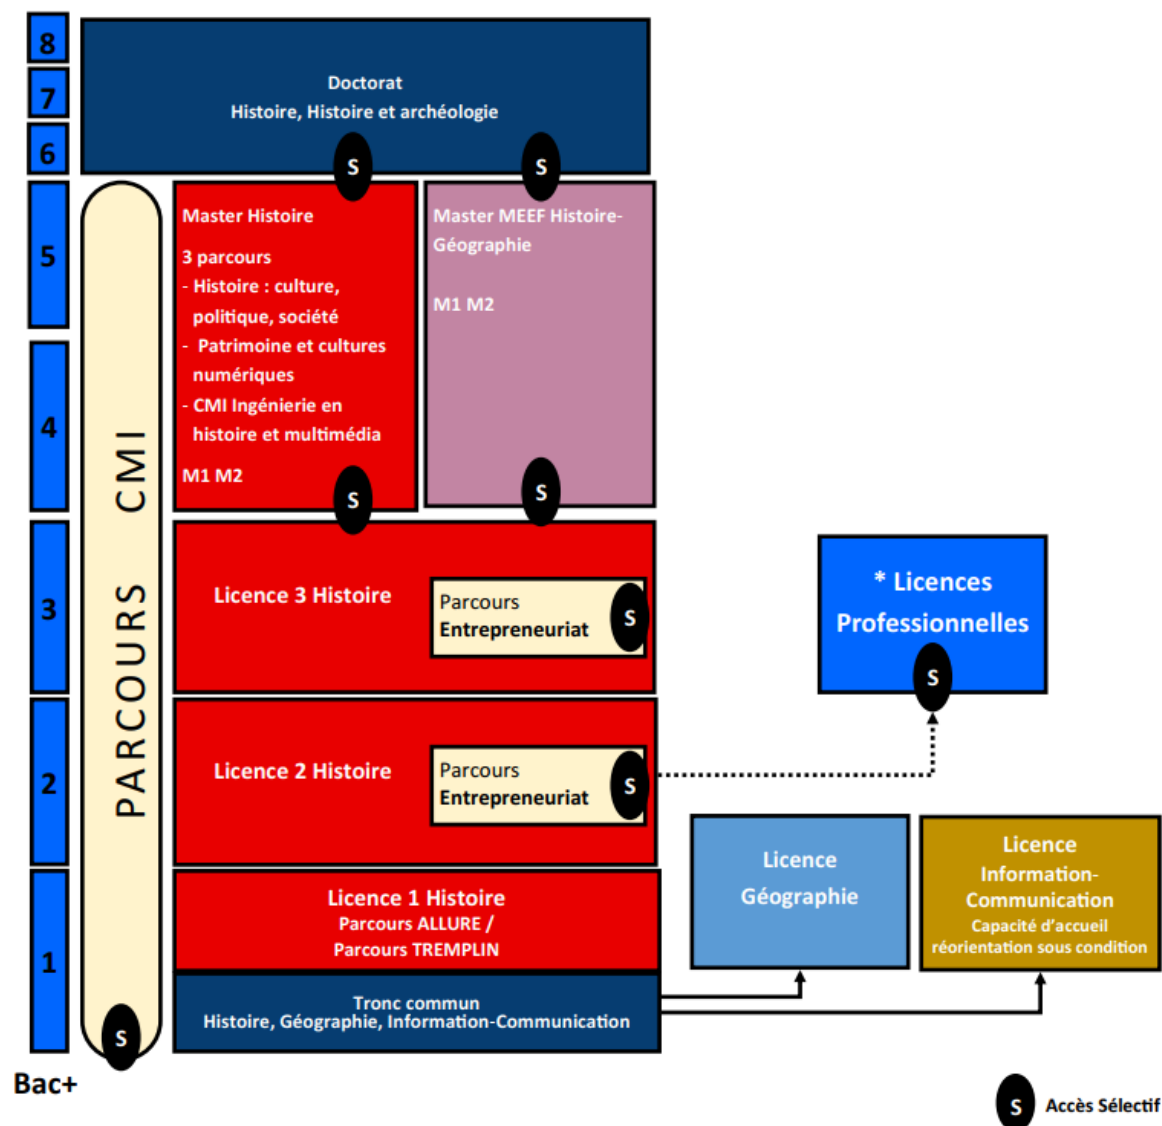 8
7
6
5
4
3
2
1
Bac+
PARCOURS CMI
S
Doctorat
Histoire, Histoire et archéologie
S
S
Master Histoire
3 parcours
- Histoire : culture,
politique, société
- Patrimoine et cultures
numériques
- CMI Ingénierie en
histoire et multimédia
M1 M2
S
Master MEEF Histoire-
Géographie
M1 M2
S
Licence 3 Histoire
Parcours
Entrepreneuriat
S
* Licences
Professionnelles
S
Licence 2 Histoire
Parcours
Entrepreneuriat
S
Licence 1 Histoire
Parcours ALLURE /
Parcours TREMPLIN
Tronc commun
Histoire, Géographie, Information-Communication
Licence
Géographie
Licence
Information-
Communication
Capacité d'accueil
réorientation sous condition
S Accès Sélectif